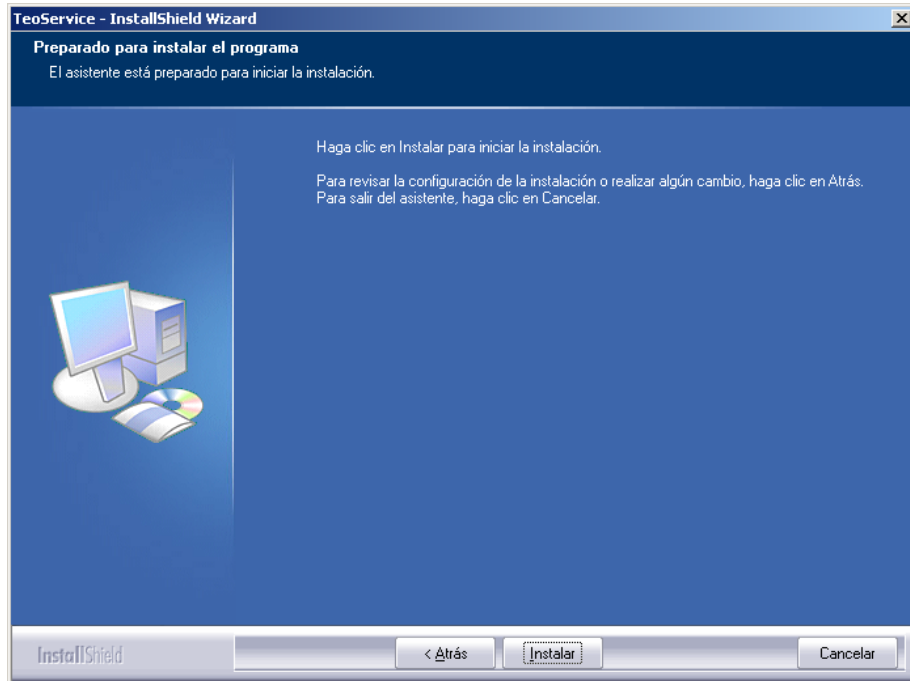 TeoService - InstallShield Wizard
Preparado para instalar el programa
El asistente está preparado para iniciar la instalación.
Haga clic en Instalar para iniciar la instalación.
Para revisar la configuración de la instalación o realizar algún cambio, haga clic en Atrás.
Para salir del asistente, haga clic en Cancelar.
InstallShield
< Atrás
Instalar
Cancelar